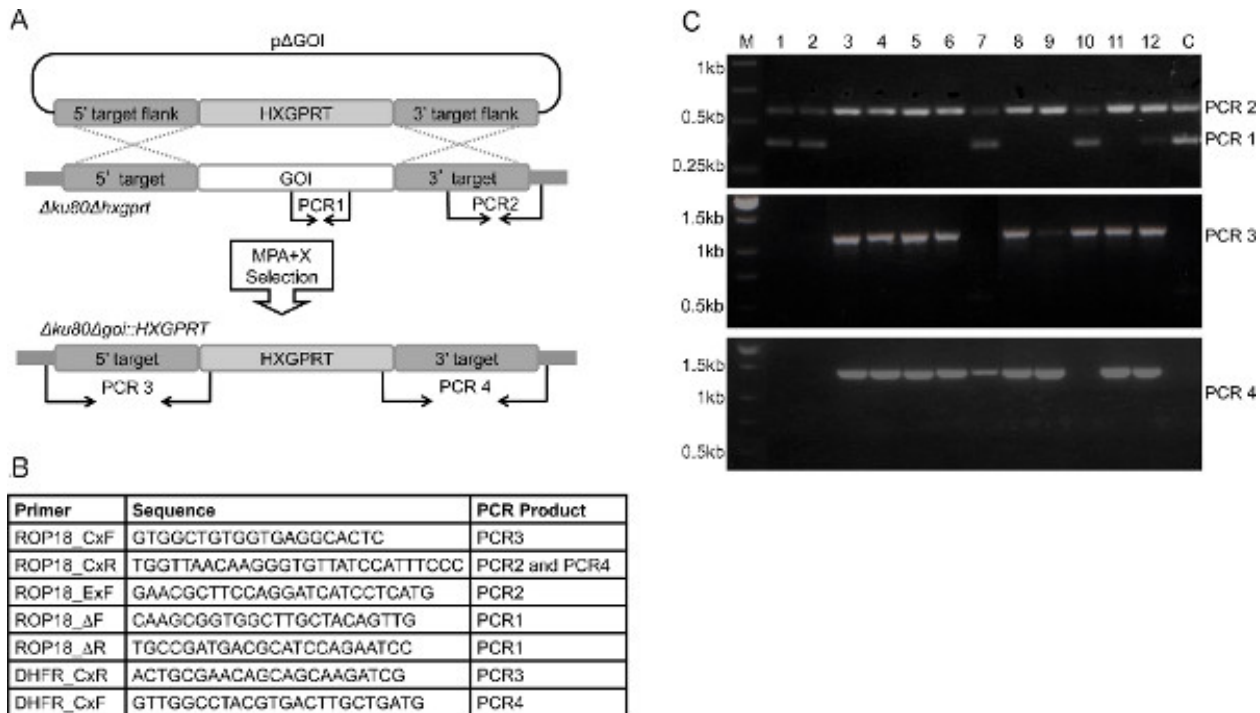 A
pΔGOI
5' target flank HXGPRT 3' target flank
5' target GOI 3' target
Δku80Δhxgprt
PCR1 PCR2
MPA+X
Selection
Δku80Δgoi::HXGPRT
5' target HXGPRT 3' target
PCR 3 PCR 4
.B
Primer Sequence PCR Product
ROP18_CxF GTGGCTGTGGTGAGGCACTC PCR3
ROP18_CxR TGGTTAACAAGGGTGTTATCCATTTCCC PCR2 and PCR4
ROP18_ExF GAACGCTTCCAGGATCATCCTCATG PCR2
ROP18_ΔF CAAGCGGTGGCTTGCTACAGTTG PCR1
ROP18_ΔR TGCCGATGACGCATCCAGAATCC PCR1
DHFR_CxR ACTGCGAACAGCAGCAAGATCG PCR3
DHFR_CxF GTTGGCCTACGTGACTTGCTGATG PCR4
C
M 1 2 3 4 5 6 7 8 9 10 11 12 C
1kb
0.5kb PCR 2
PCR 1
0.25kb
1.5kb
PCR 3
1kb
0.5kb
1.5kb
1kb PCR 4
0.5kb